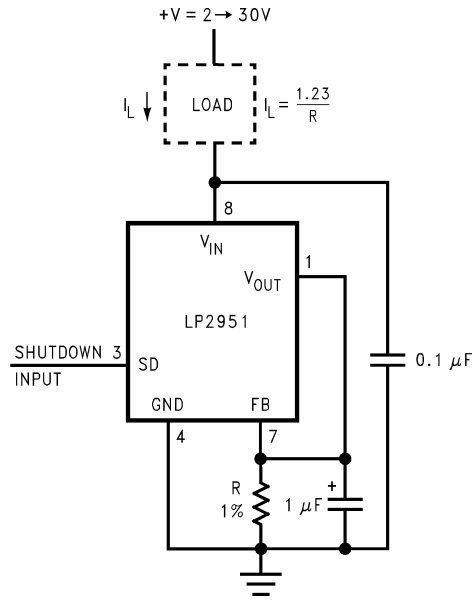 +V = 2 → 30V
I_L ↓
LOAD
I_L = 1.23/R
8
V_IN
1
V_OUT
LP2951
SHUTDOWN 3
INPUT
SD
0.1 μF
GND
FB
4
7
R
1%
+
1 μF